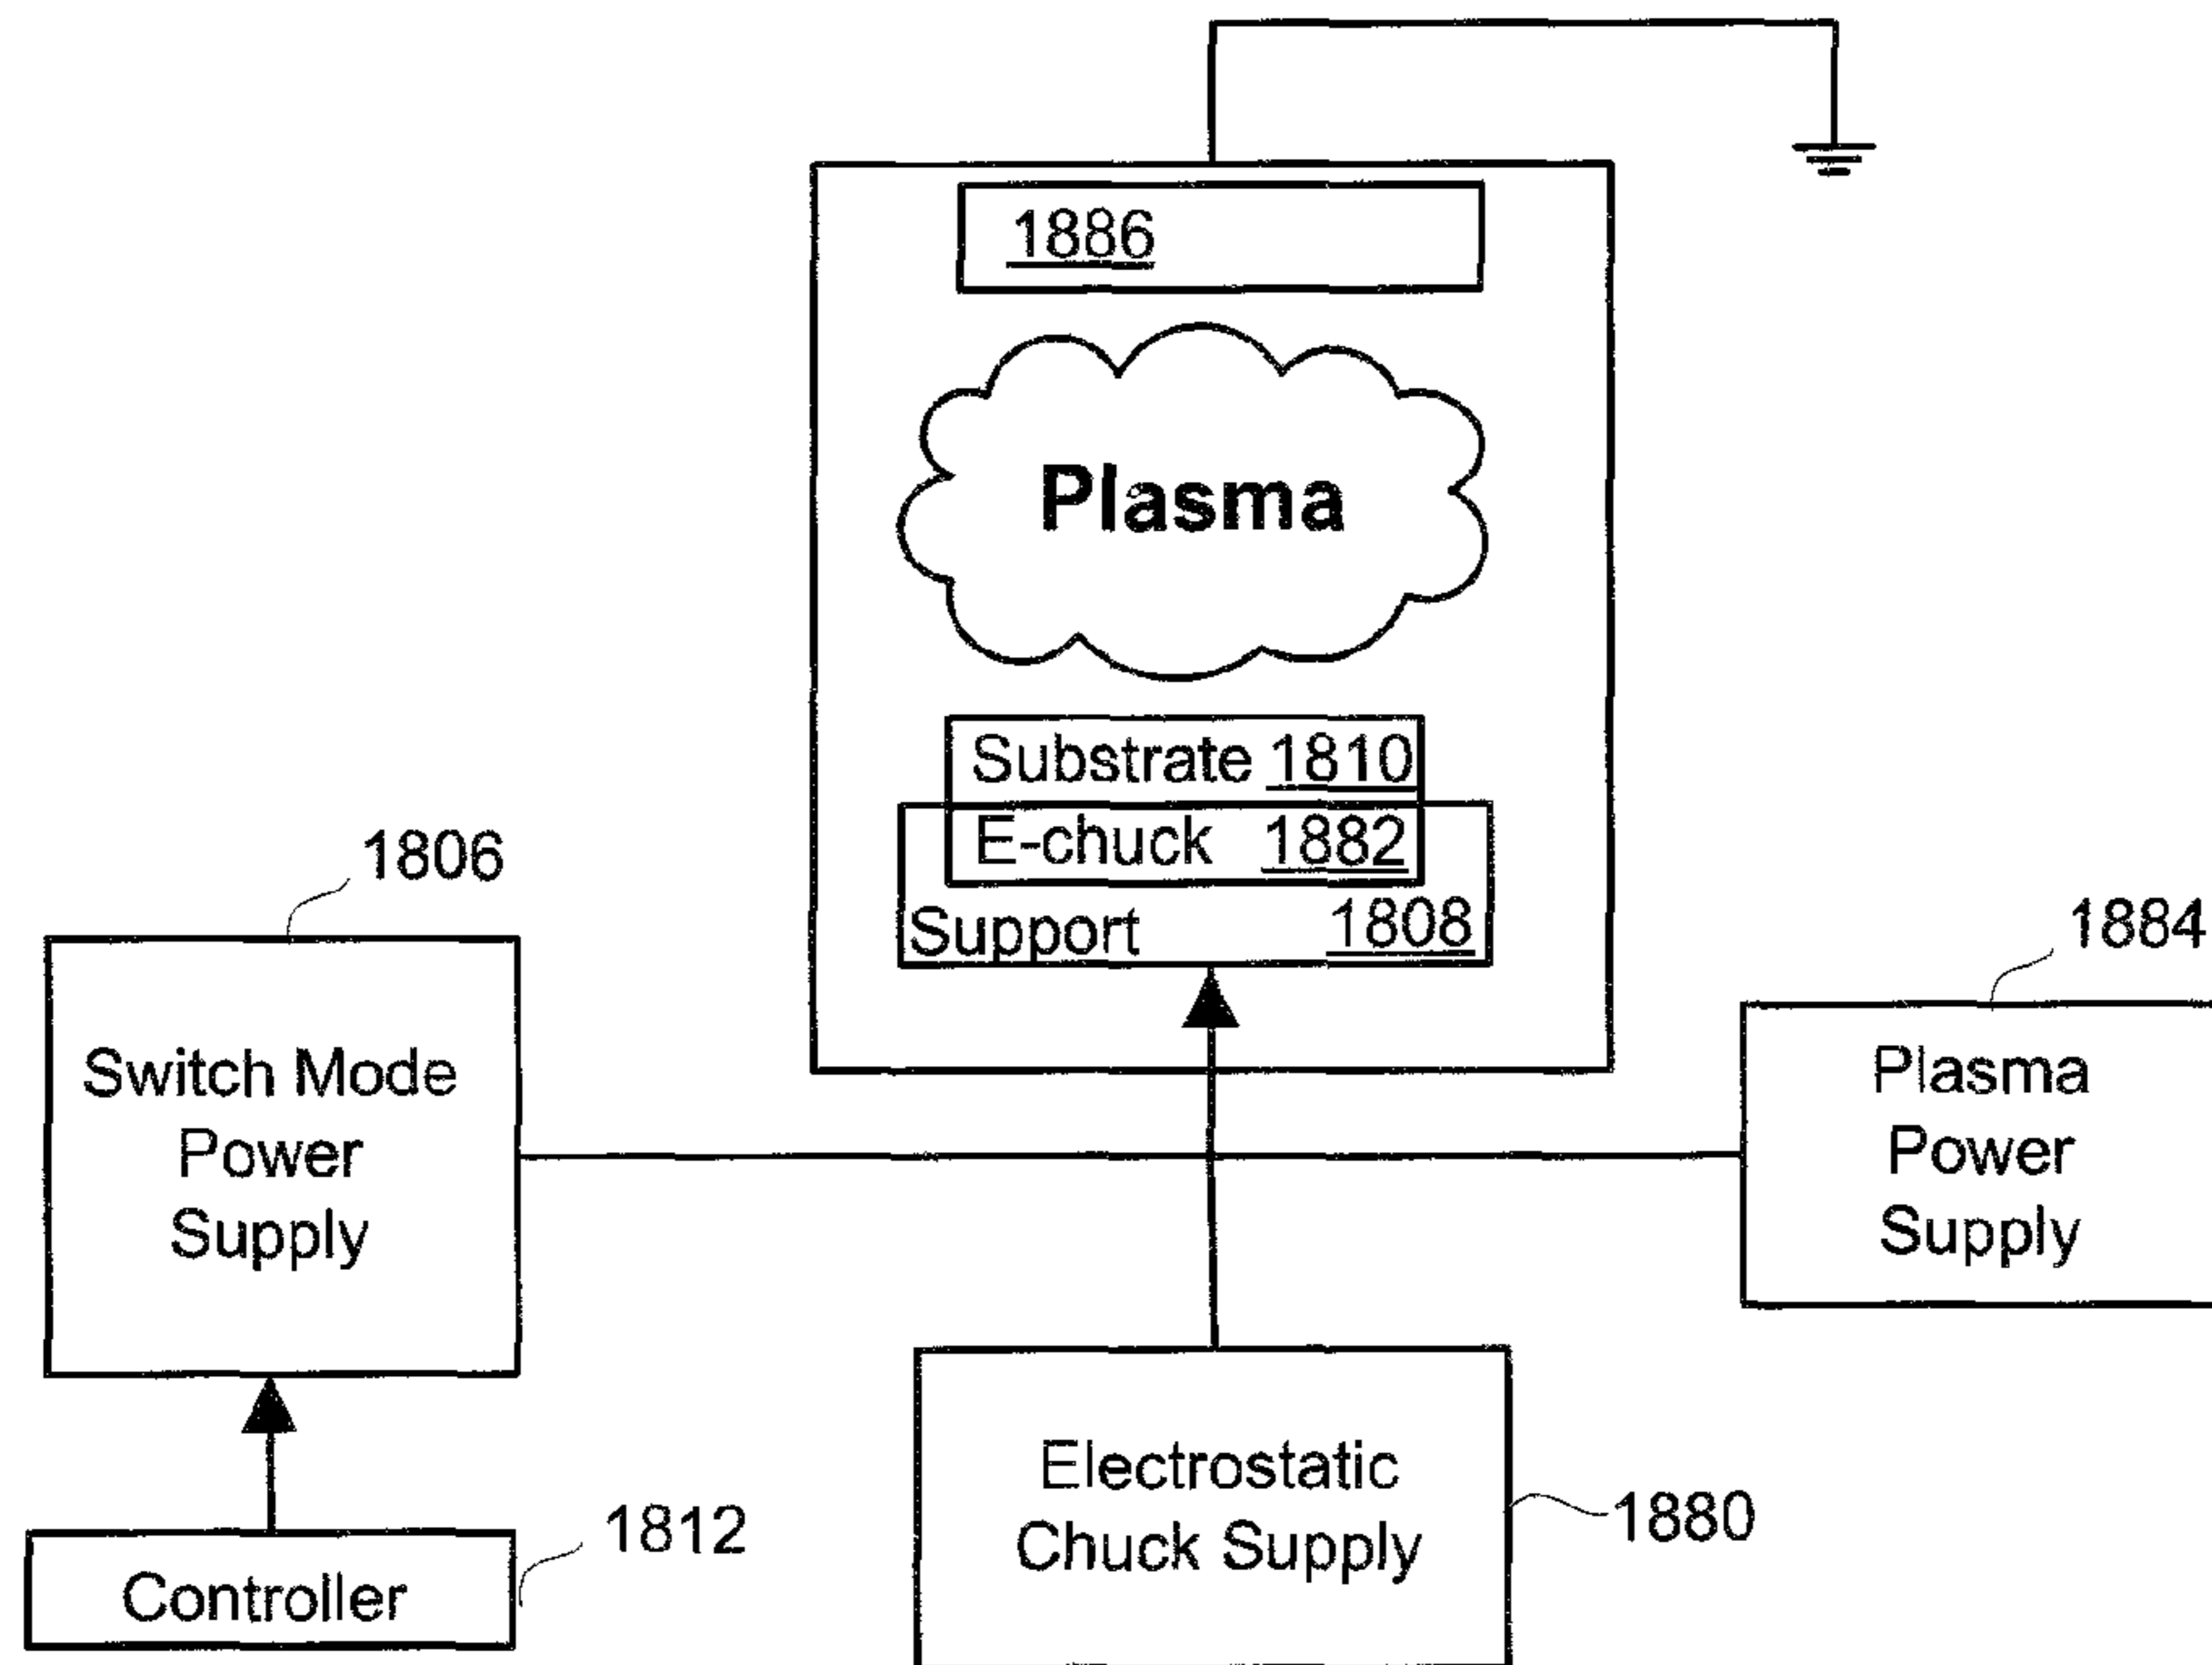 1886
Plasma
Substrate 1810
E-chuck 1882
Support 1808
1806
Switch Mode
Power
Supply
1884
Plasma
Power
Supply
Electrostatic
Chuck Supply
1880
1812
Controller